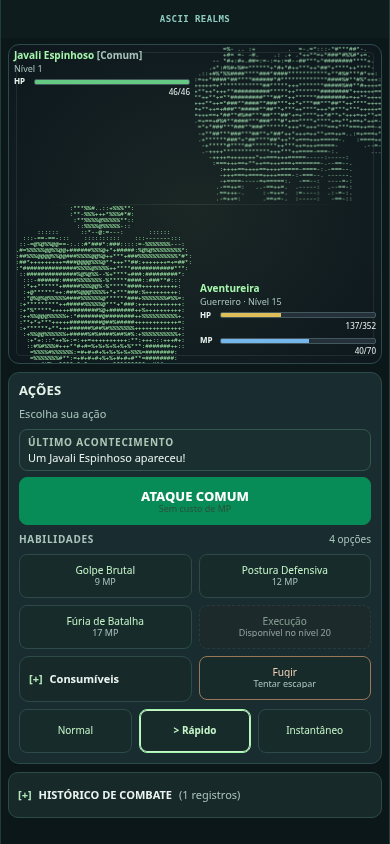 ASCII REALMS
Javali Espinhoso [Comum]
Nível 1
HP
46/46
Aventureira
Guerreiro · Nível 15
HP
137/352
MP
40/70
AÇÕES
Escolha sua ação
ÚLTIMO ACONTECIMENTO
Um Javali Espinhoso apareceu!
ATAQUE COMUM
Sem custo de MP
HABILIDADES 4 opções
Golpe Brutal Postura Defensiva
9 MP 12 MP
Fúria de Batalha Execução
17 MP Disponível no nível 20
[+] Consumíveis Fugir
Tentar escapar
Normal > Rápido Instantâneo
[+] HISTÓRICO DE COMBATE (1 registros)